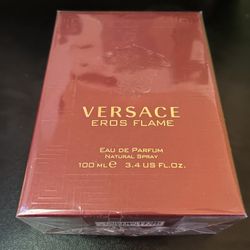 VERSACE
EROS FLAME
EAU DE PARFUM
NATURAL SPRAY
100 ML℮ 3.4 US FL.OZ.